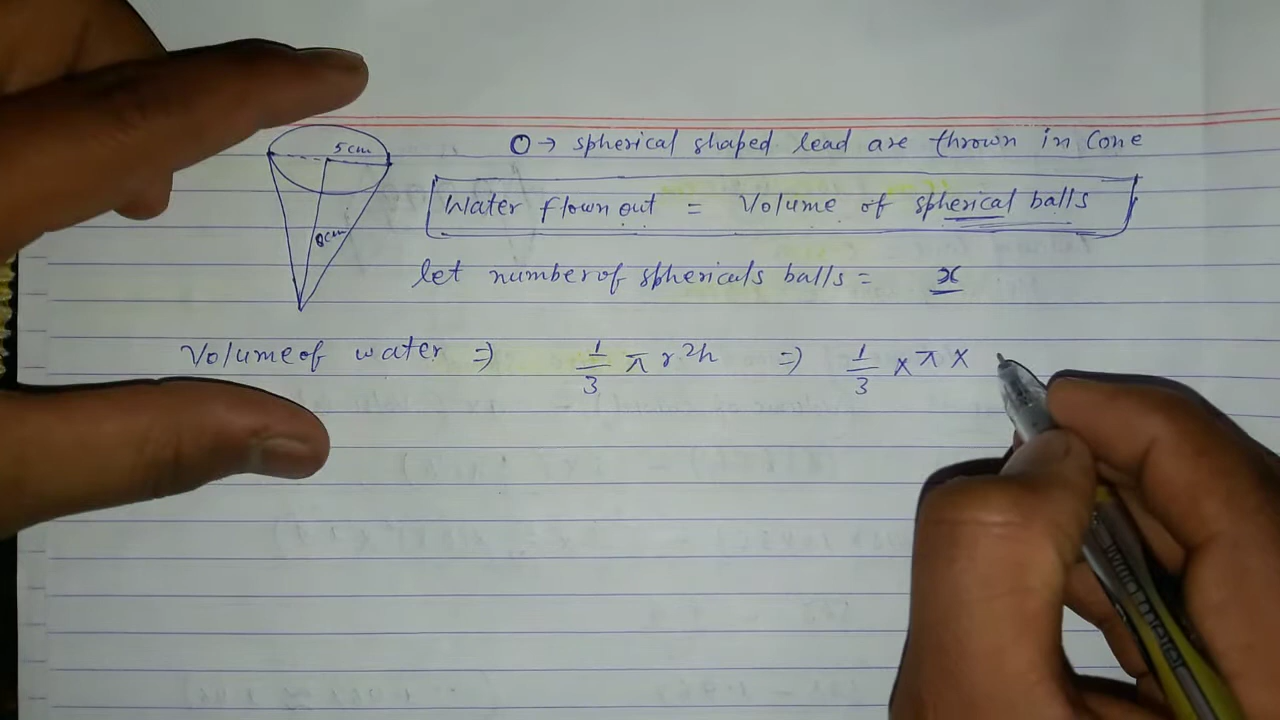 5cm
O → spherical shaped lead are thrown in Cone
Water flown out = Volume of spherical balls
8cm
let number of sphericals balls = x
Volume of water ⇒ 1/3 π r²h ⇒ 1/3 × π ×